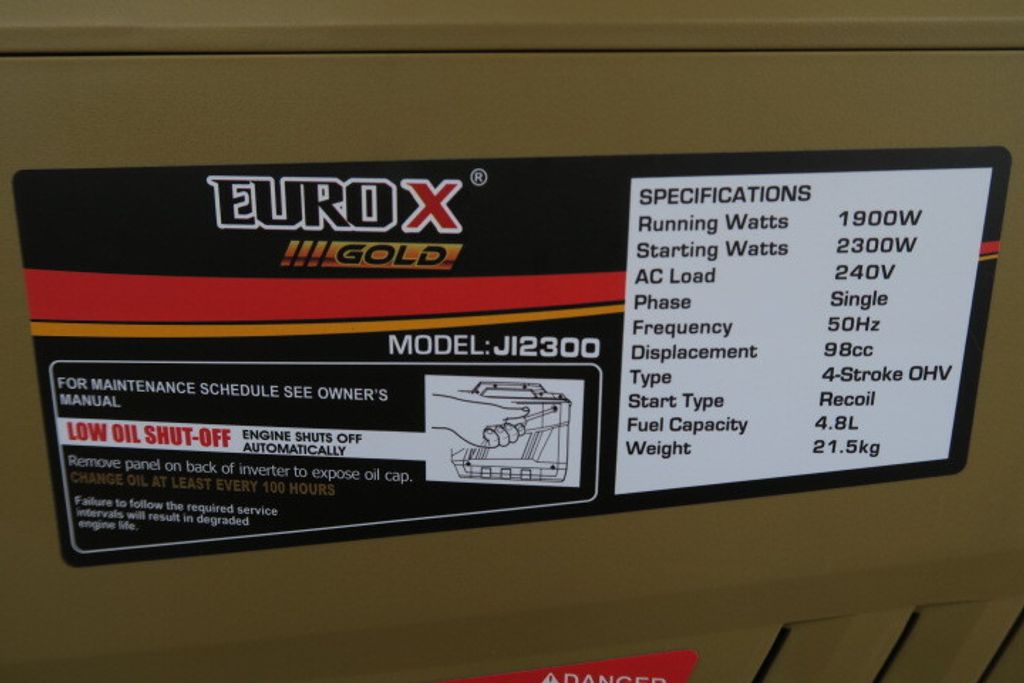 EUROX®
GOLD
MODEL: JI2300
FOR MAINTENANCE SCHEDULE SEE OWNER'S
MANUAL
LOW OIL SHUT-OFF ENGINE SHUTS OFF
AUTOMATICALLY
Remove panel on back of inverter to expose oil cap.
CHANGE OIL AT LEAST EVERY 100 HOURS
Failure to follow the required service
intervals will result in degraded
engine life.
SPECIFICATIONS
Running Watts 1900W
Starting Watts 2300W
AC Load 240V
Phase Single
Frequency 50Hz
Displacement 98cc
Type 4-Stroke OHV
Start Type Recoil
Fuel Capacity 4.8L
Weight 21.5kg
DANGER